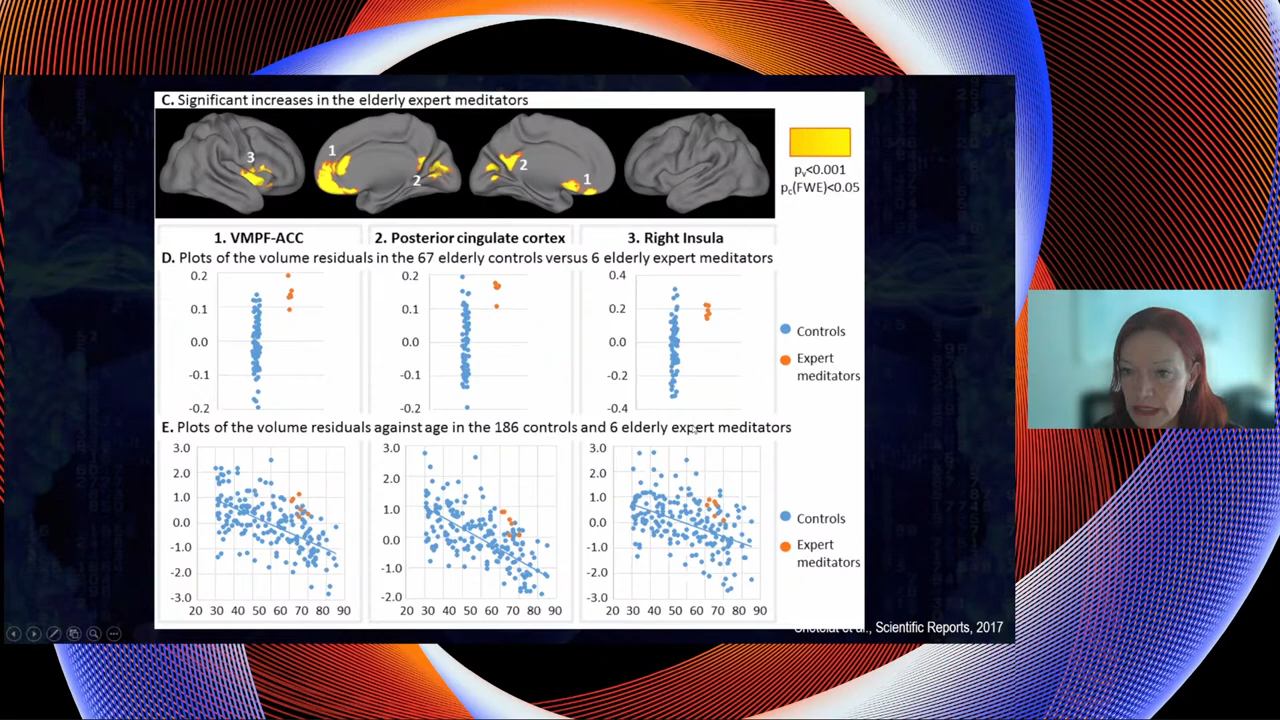 C. Significant increases in the elderly expert meditators
3
1
2
2
1
pv<0.001
pc(FWE)<0.05
1. VMPF-ACC
2. Posterior cingulate cortex
3. Right Insula
D. Plots of the volume residuals in the 67 elderly controls versus 6 elderly expert meditators
0.2
0.1
0.0
-0.1
-0.2
0.2
0.1
0.0
-0.1
-0.2
0.4
0.2
0.0
-0.2
-0.4
Controls
Expert
meditators
E. Plots of the volume residuals against age in the 186 controls and 6 elderly expert meditators
3.0
2.0
1.0
0.0
-1.0
-2.0
-3.0
20 30 40 50 60 70 80 90
3.0
2.0
1.0
0.0
-1.0
-2.0
20 30 40 50 60 70 80 90
3.0
2.0
1.0
0.0
-1.0
-2.0
-3.0
20 30 40 50 60 70 80 90
Controls
Expert
meditators
et al., Scientific Reports, 2017